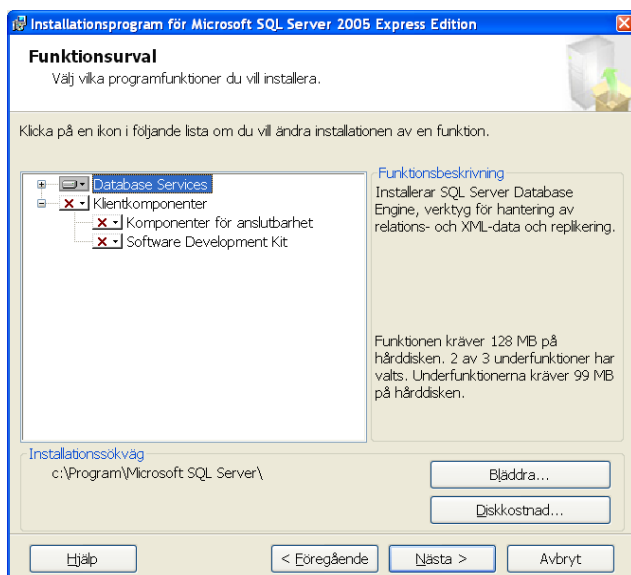 Installationsprogram för Microsoft SQL Server 2005 Express Edition
Funktionsurval
Välj vilka programfunktioner du vill installera.
Klicka på en ikon i följande lista om du vill ändra installationen av en funktion.
Database Services
Klientkomponenter
Komponenter för anslutbarhet
Software Development Kit
Funktionsbeskrivning
Installerar SQL Server Database
Engine, verktyg för hantering av
relations- och XML-data och replikering.
Funktionen kräver 128 MB på
hårddisken. 2 av 3 underfunktioner har
valts. Underfunktionerna kräver 99 MB
på hårddisken.
Installationssökväg
c:\Program\Microsoft SQL Server\
Bläddra...
Diskkostnad...
Hjälp
< Föregående
Nästa >
Avbryt